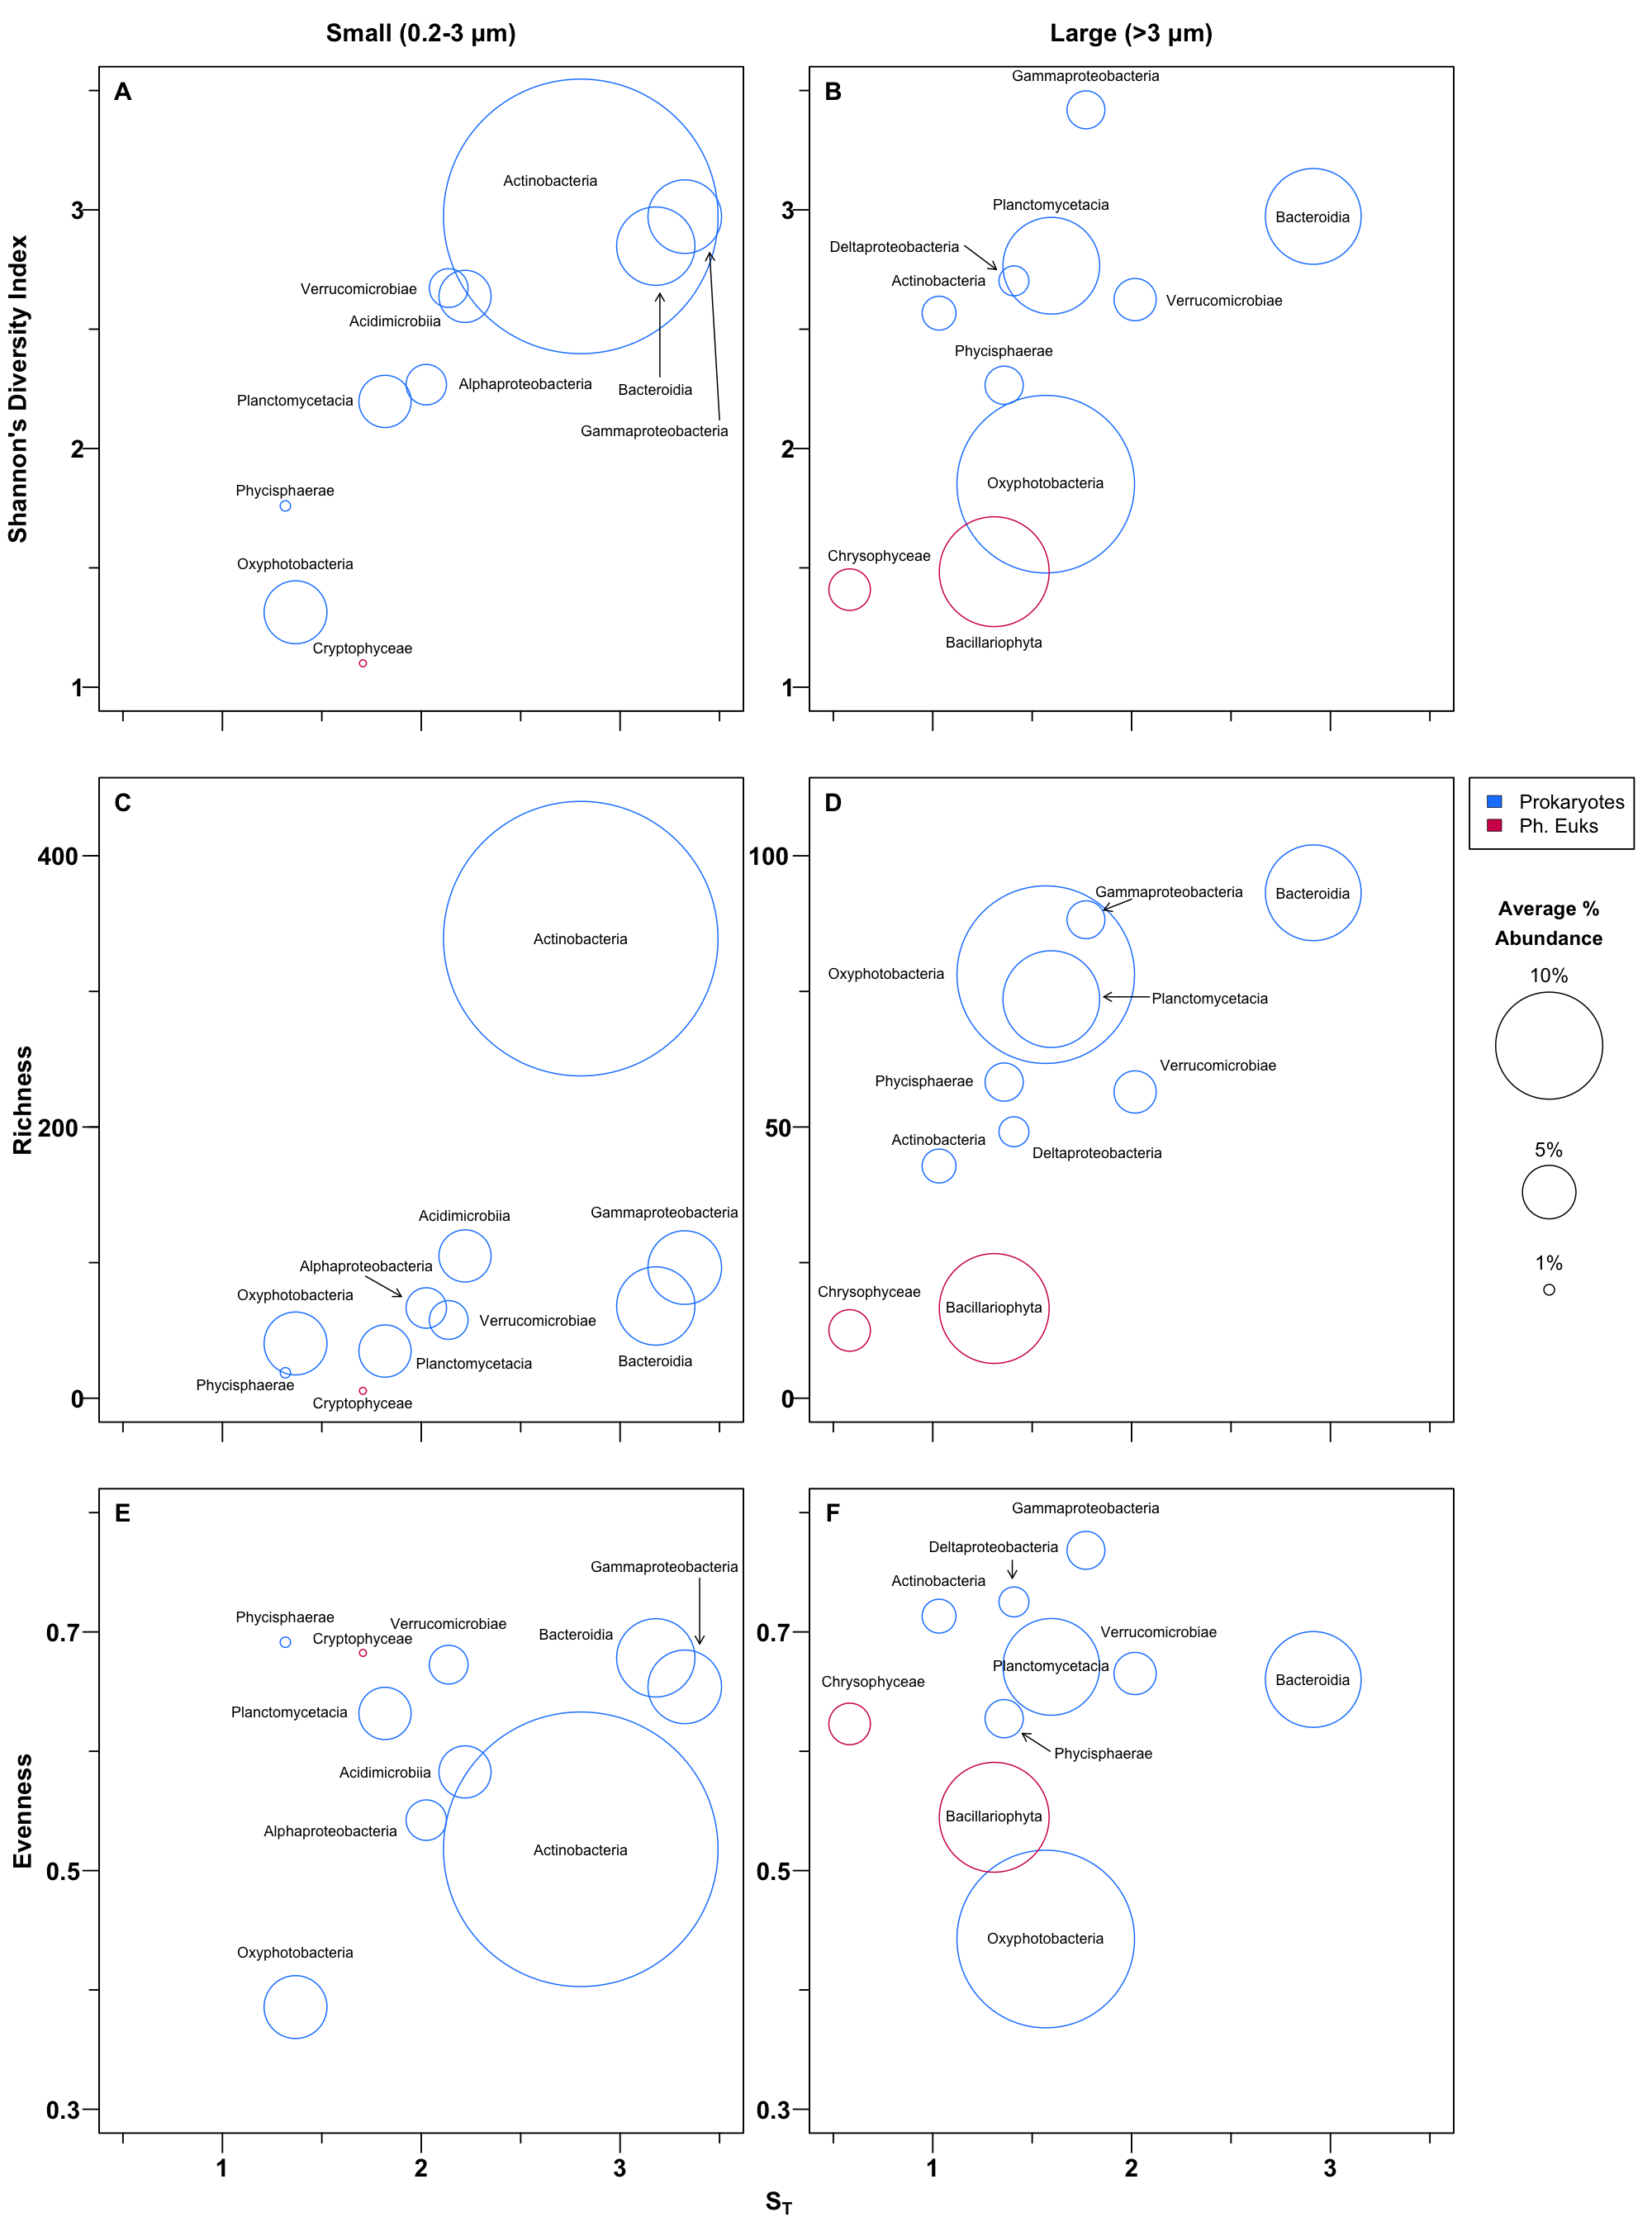 Small (0.2-3 µm)
Large (>3 µm)
Shannon's Diversity Index
A
3
2
1
Actinobacteria
Verrucomicrobiae
Acidimicrobiia
Alphaproteobacteria
Planctomycetacia
Bacteroidia
Gammaproteobacteria
Phycisphaerae
Oxyphotobacteria
Cryptophyceae
B
3
2
1
Gammaproteobacteria
Planctomycetacia
Bacteroidia
Deltaproteobacteria
Actinobacteria
Verrucomicrobiae
Phycisphaerae
Oxyphotobacteria
Chrysophyceae
Bacillariophyta
Richness
C
400
200
0
Actinobacteria
Gammaproteobacteria
Acidimicrobiia
Alphaproteobacteria
Oxyphotobacteria
Verrucomicrobiae
Planctomycetacia
Bacteroidia
Phycisphaerae
Cryptophyceae
D
100
50
0
Gammaproteobacteria
Bacteroidia
Oxyphotobacteria
Planctomycetacia
Verrucomicrobiae
Phycisphaerae
Actinobacteria
Deltaproteobacteria
Chrysophyceae
Bacillariophyta
Prokaryotes
Ph. Euks
Average %
Abundance
10%
5%
1%
Evenness
E
0.7
0.5
0.3
Gammaproteobacteria
Phycisphaerae
Verrucomicrobiae
Cryptophyceae
Bacteroidia
Planctomycetacia
Acidimicrobiia
Alphaproteobacteria
Actinobacteria
Oxyphotobacteria
1
2
3
F
0.7
0.5
0.3
Gammaproteobacteria
Deltaproteobacteria
Actinobacteria
Verrucomicrobiae
Planctomycetacia
Chrysophyceae
Bacteroidia
Phycisphaerae
Bacillariophyta
Oxyphotobacteria
1
2
3
S_T